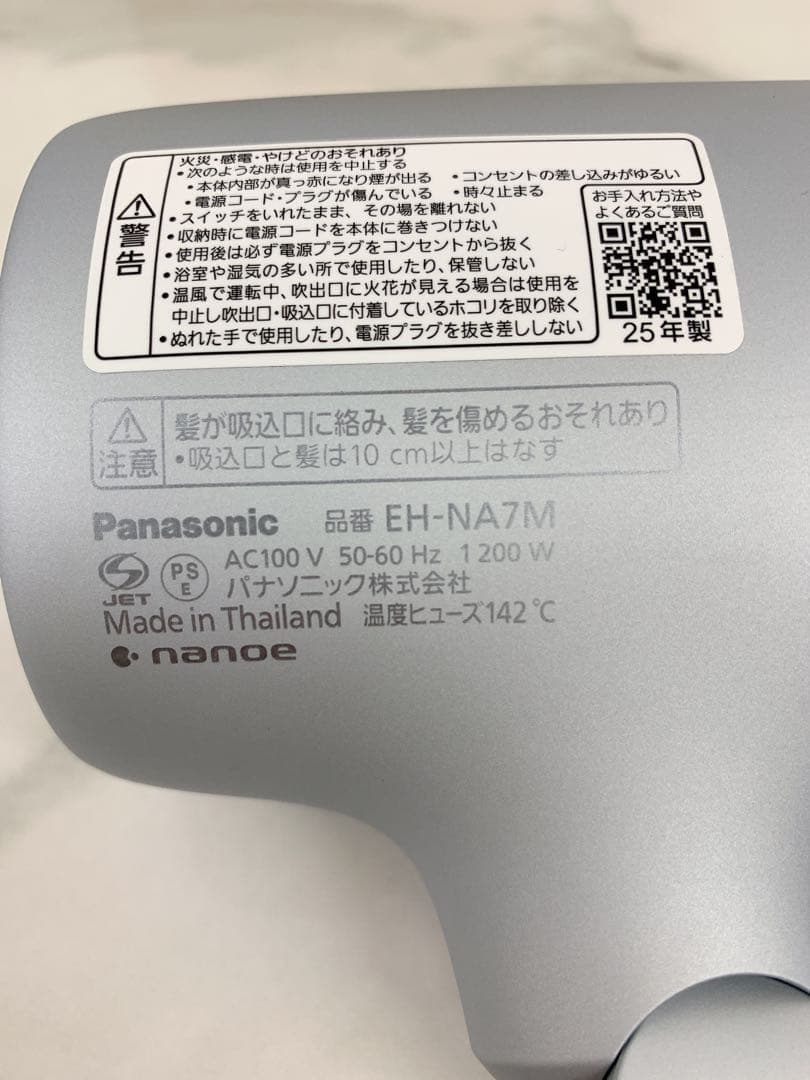 火災・感電・やけどのおそれあり
•次のような時は使用を中止する
•本体内部が真っ赤になり煙が出る •コンセントの差し込みがゆるい
•電源コード・プラグが傷んでいる •時々止まる
•スイッチをいれたまま、その場を離れない
•収納時に電源コードを本体に巻きつけない
•使用後は必ず電源プラグをコンセントから抜く
•浴室や湿気の多い所で使用したり、保管しない
•温風で運転中、吹出口に火花が見える場合は使用を
中止し吹出口・吸込口に付着しているホコリを取り除く
•ぬれた手で使用したり、電源プラグを抜き差ししない
警告
お手入れ方法や
よくあるご質問
25年製
注意
髪が吸込口に絡み、髪を傷めるおそれあり
•吸込口と髪は10 cm以上はなす
Panasonic 品番 EH-NA7M
JET PS E AC100 V 50-60 Hz 1 200 W
パナソニック株式会社
Made in Thailand 温度ヒューズ142℃
nanoe